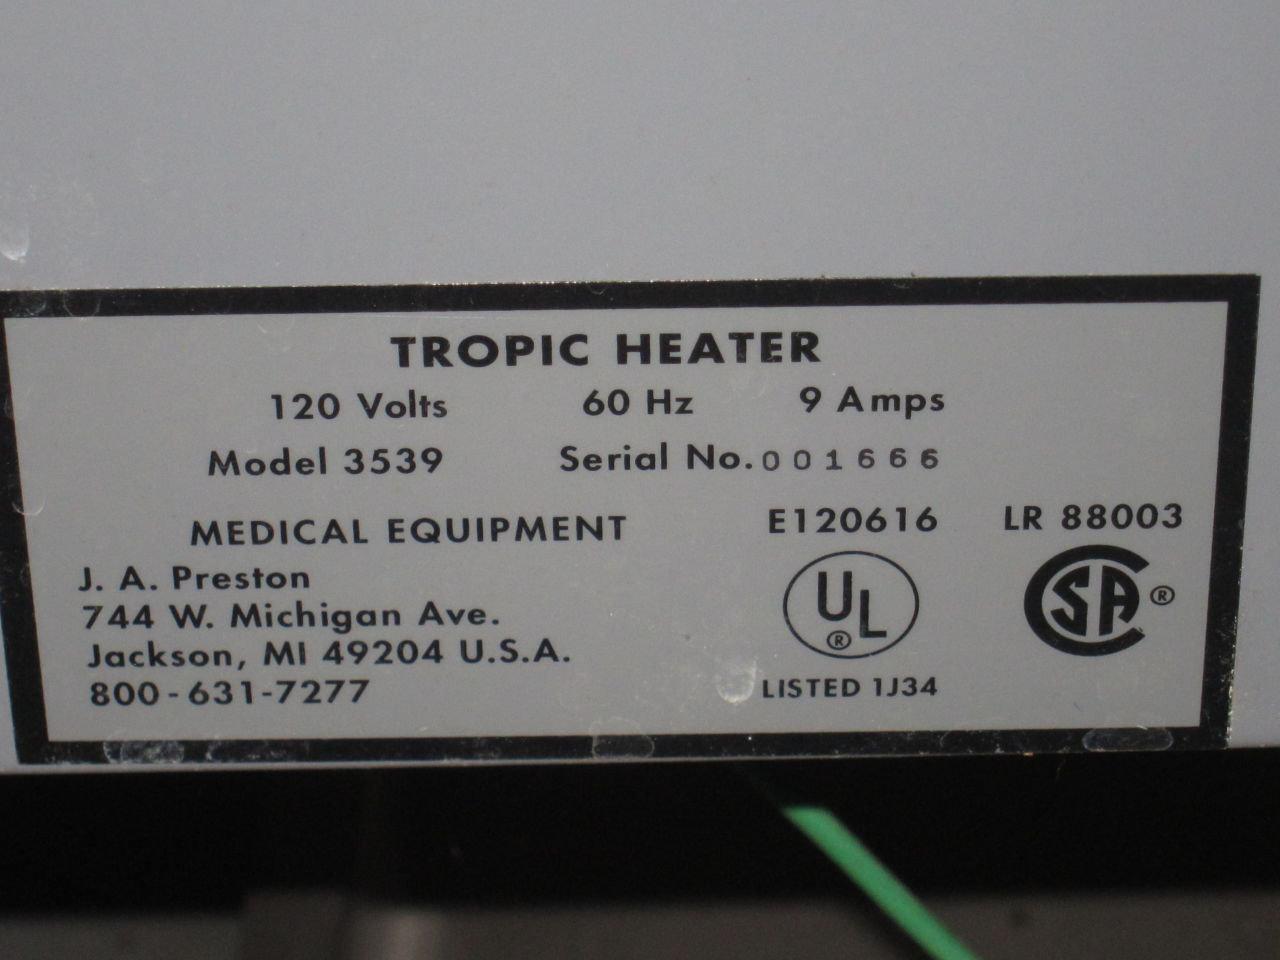 TROPIC HEATER
120 Volts 60 Hz 9 Amps
Model 3539 Serial No. 001666
MEDICAL EQUIPMENT E120616 LR 88003
J. A. Preston
744 W. Michigan Ave.
Jackson, MI 49204 U.S.A.
800-631-7277
UL®
SA®
LISTED 1J34